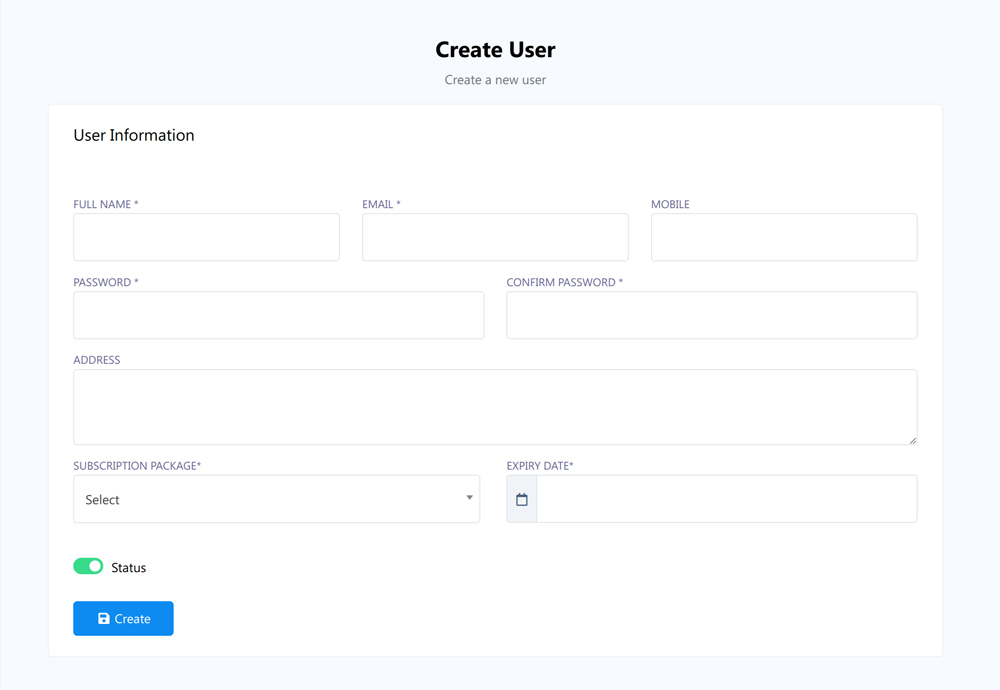 Create User
Create a new user
User Information
FULL NAME *
EMAIL *
MOBILE
PASSWORD *
CONFIRM PASSWORD *
ADDRESS
SUBSCRIPTION PACKAGE*
EXPIRY DATE*
Select
Status
Create